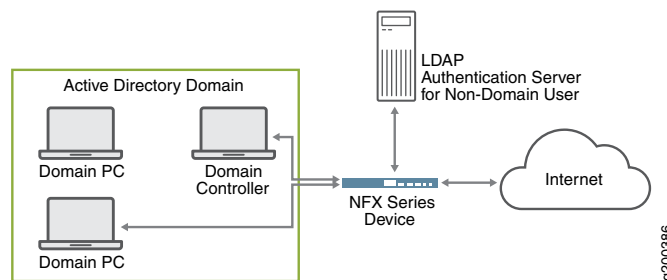 Active Directory Domain
Domain PC
Domain
Controller
Domain PC
LDAP
Authentication Server
for Non-Domain User
NFX Series
Device
Internet
g200286